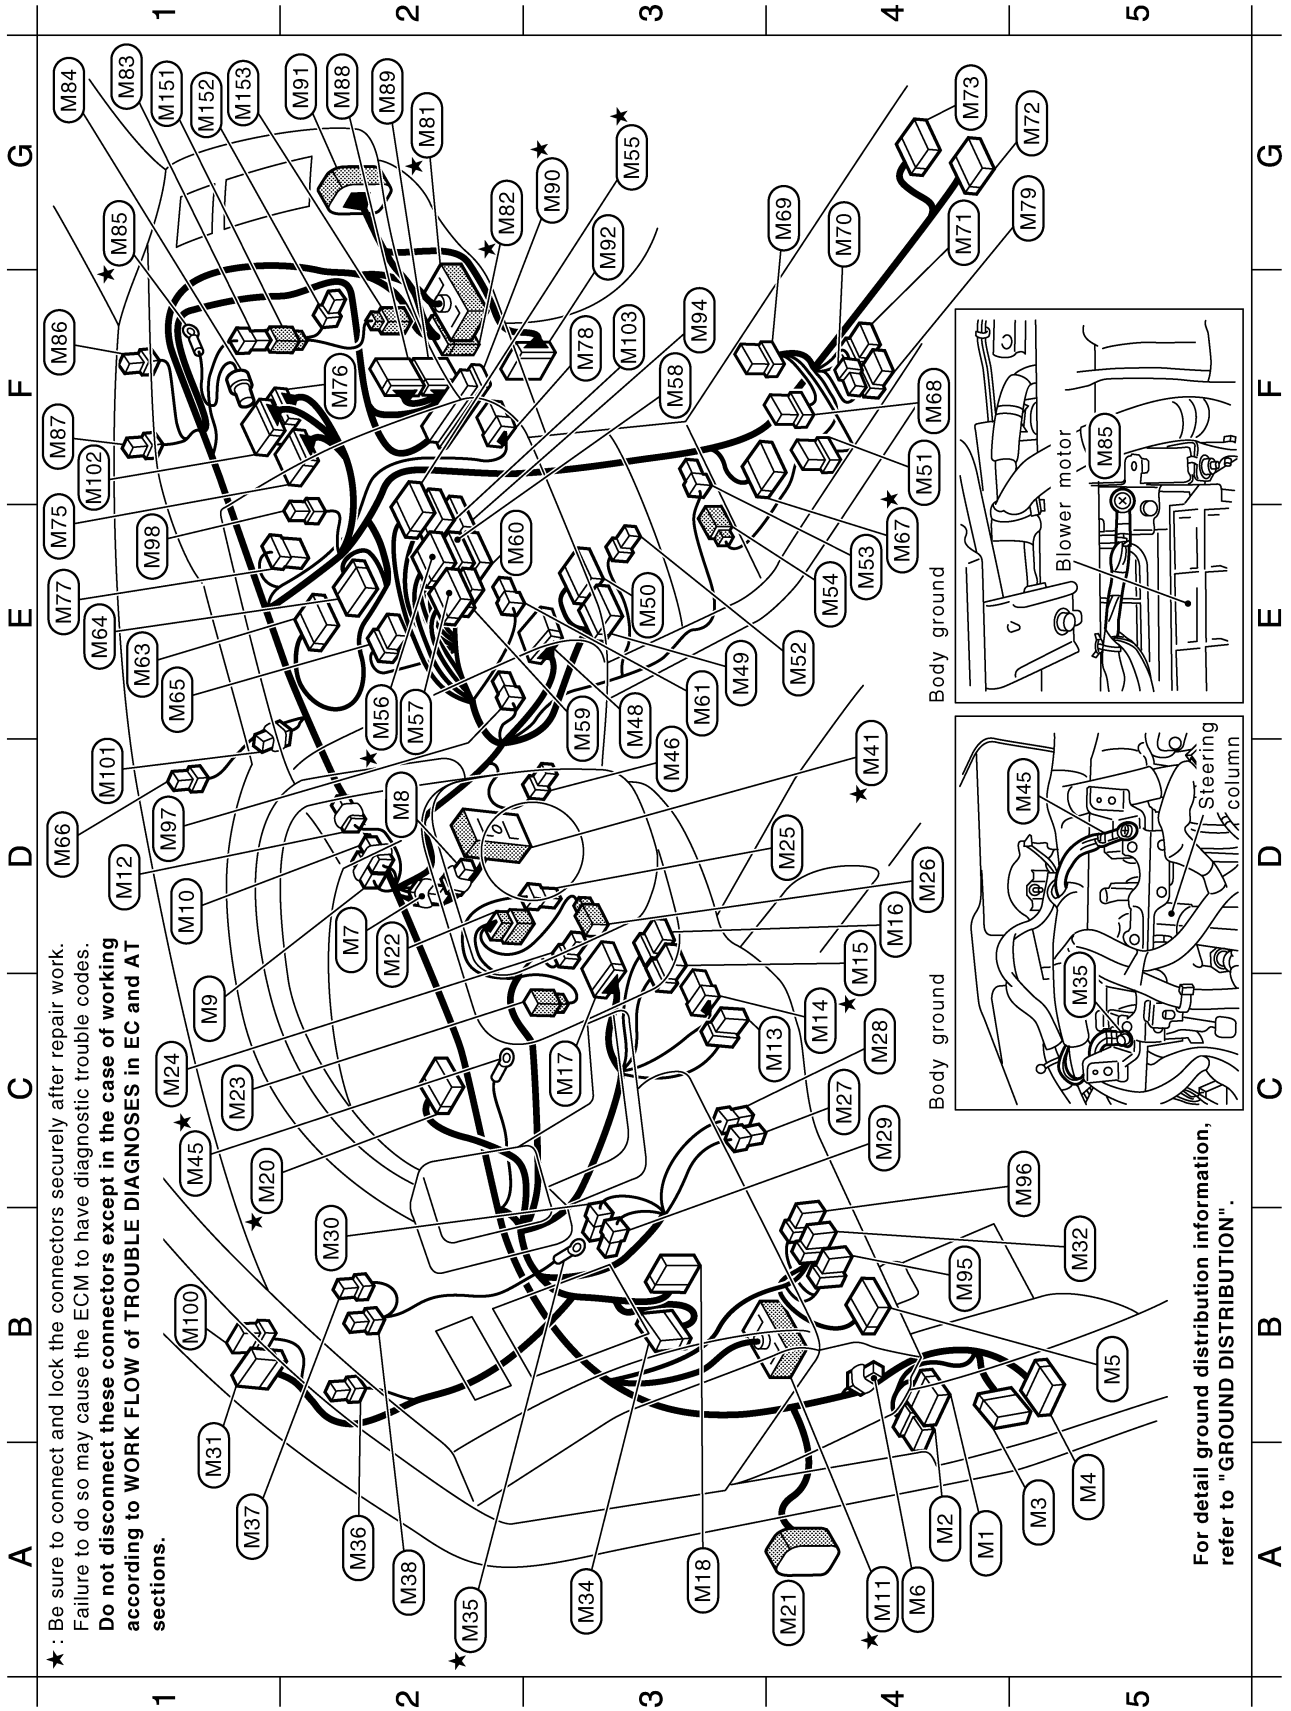 ★: Be sure to connect and lock the connectors securely after repair work.
Failure to do so may cause the ECM to have diagnostic trouble codes.
Do not disconnect these connectors except in the case of working
according to WORK FLOW of TROUBLE DIAGNOSES in EC and AT
sections.
A
B
C
D
E
F
G
1
2
3
4
5
M31
M100
M37
M36
M38
★ M35
M34
M18
M21
★ M11
M6
M2
M1
M3
M4
M5
M95
M32
M96
M30
★ M20
★ M45
M23
M24
M9
M10
M12
M97
M66
M101
M7
M22
M8
M17
M29
M27
M28
M13
M14 ★
M15
M16
M26
M25
★ M41
M46
M65
M63
M64
M77
M98
M75
M102
M87
M86
★ M85
M84
M83
M151
M152
M153
M91
M88
M89
M81 ★
M82 ★
M90 ★
M55 ★
M92
M78
M103
M94
M58
M76
★ M56
M57
M59
M48
M61
M49
M52
M50
M60
M54
M53
M67 ★
M51
M68
M69
M70
M71
M79
M72
M73
Body ground
M35
M45
Steering
column
Body ground
Blower motor
M85
For detail ground distribution information,
refer to "GROUND DISTRIBUTION".
A
B
C
D
E
F
G
1
2
3
4
5